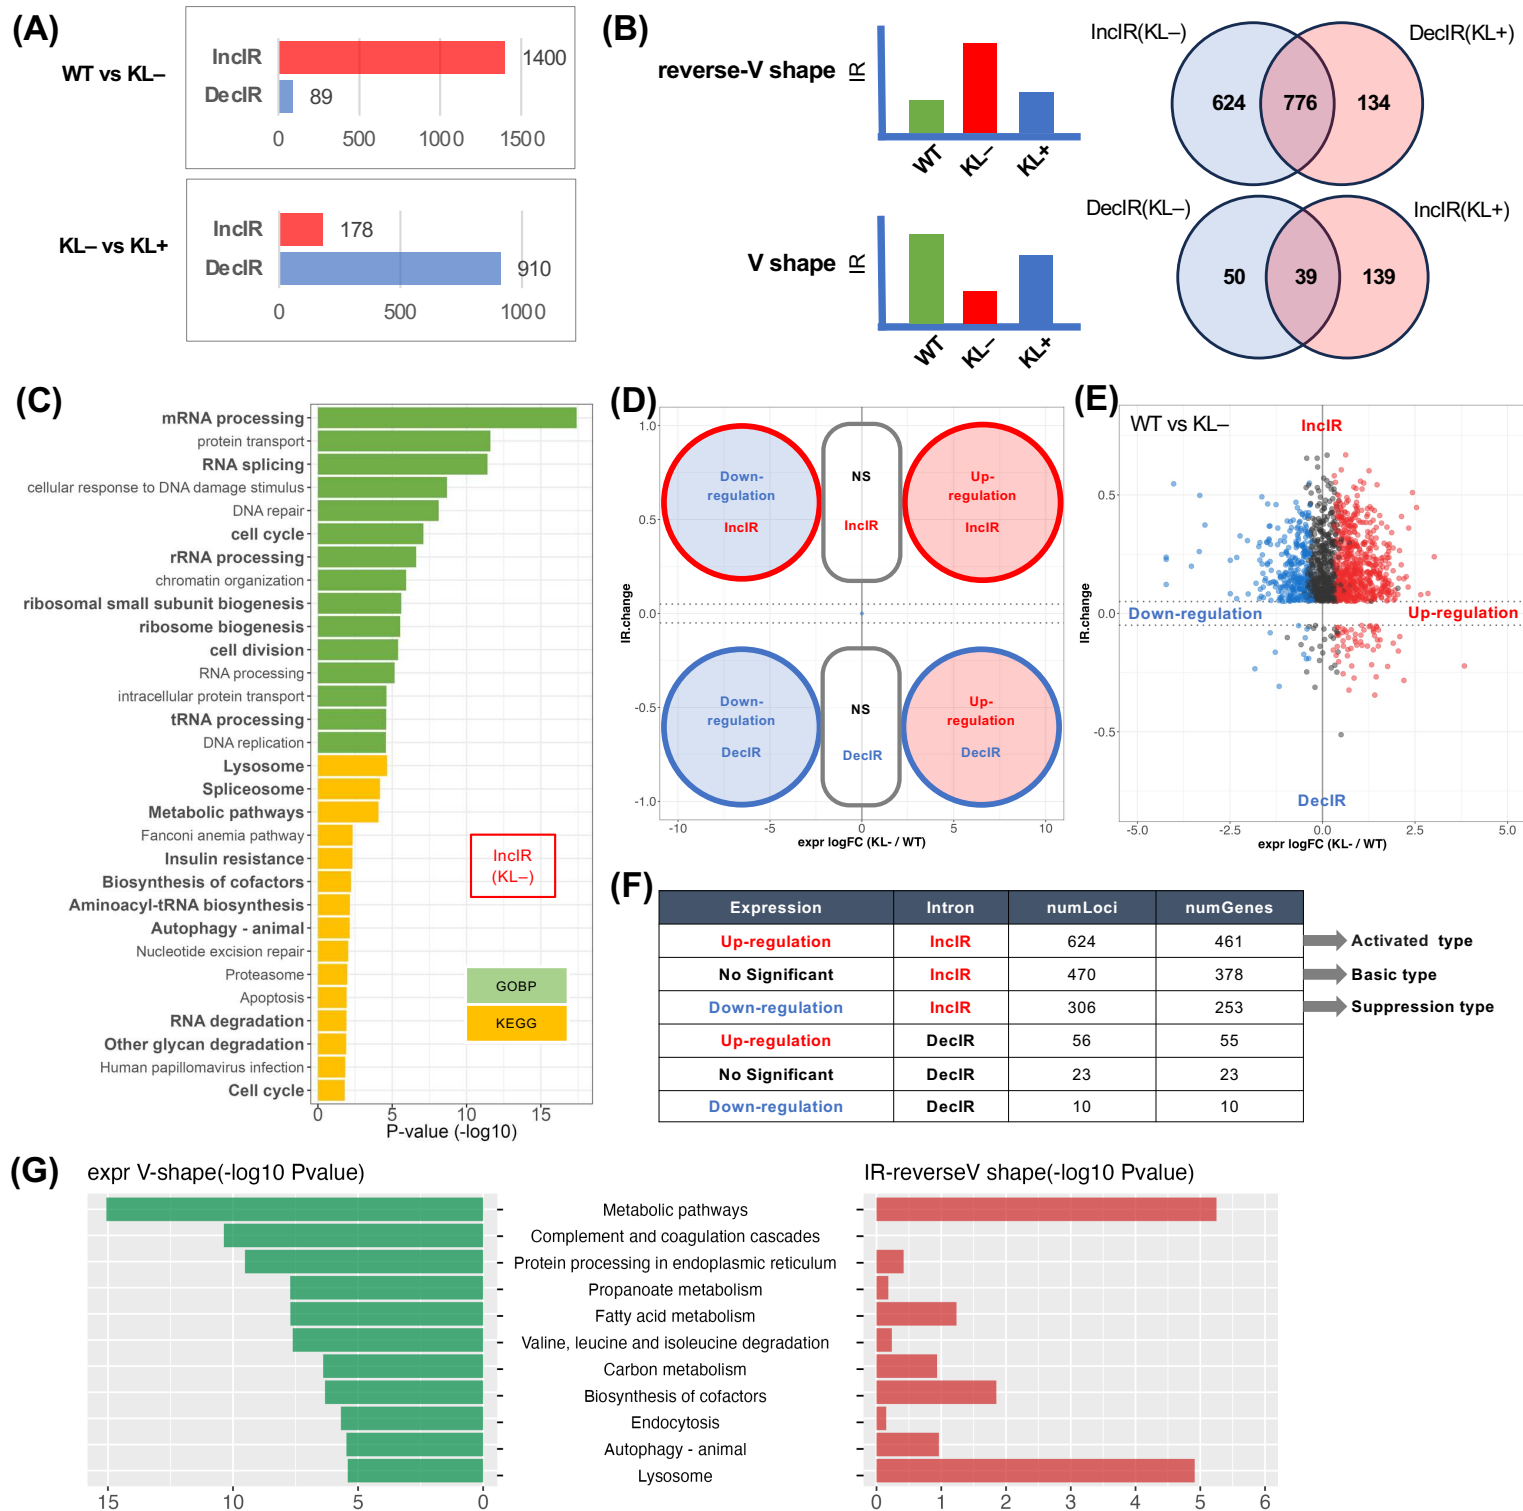 (A)
WT vs KL–
IncIR
1400
DecIR
89
0
500
1000
1500
KL– vs KL+
IncIR
178
DecIR
910
0
500
1000
(B)
reverse-V shape
IR
WT
KL–
KL+
IncIR(KL–)
DecIR(KL+)
624
776
134
V shape
IR
WT
KL–
KL+
DecIR(KL–)
IncIR(KL+)
50
39
139
(C)
mRNA processing
protein transport
RNA splicing
cellular response to DNA damage stimulus
DNA repair
cell cycle
rRNA processing
chromatin organization
ribosomal small subunit biogenesis
ribosome biogenesis
cell division
RNA processing
intracellular protein transport
tRNA processing
DNA replication
Lysosome
Spliceosome
Metabolic pathways
Fanconi anemia pathway
Insulin resistance
Biosynthesis of cofactors
Aminoacyl-tRNA biosynthesis
Autophagy - animal
Nucleotide excision repair
Proteasome
Apoptosis
RNA degradation
Other glycan degradation
Human papillomavirus infection
Cell cycle
IncIR
(KL–)
GOBP
KEGG
0
5
10
15
P-value (-log10)
(D)
1.0
0.5
0.0
-0.5
-1.0
IR.change
Down-
regulation
IncIR
NS
IncIR
Up-
regulation
IncIR
Down-
regulation
DecIR
NS
DecIR
Up-
regulation
DecIR
-10
-5
0
5
10
expr logFC (KL- / WT)
(E)
WT vs KL–
IncIR
0.5
0.0
-0.5
IR.change
Down-regulation
Up-regulation
DecIR
-5.0
-2.5
0.0
2.5
5.0
expr logFC (KL- / WT)
(F)
Expression Intron numLoci numGenes
Up-regulation IncIR 624 461 Activated type
No Significant IncIR 470 378 Basic type
Down-regulation IncIR 306 253 Suppression type
Up-regulation DecIR 56 55
No Significant DecIR 23 23
Down-regulation DecIR 10 10
(G)
expr V-shape(-log10 Pvalue)
IR-reverseV shape(-log10 Pvalue)
Metabolic pathways
Complement and coagulation cascades
Protein processing in endoplasmic reticulum
Propanoate metabolism
Fatty acid metabolism
Valine, leucine and isoleucine degradation
Carbon metabolism
Biosynthesis of cofactors
Endocytosis
Autophagy - animal
Lysosome
15
10
5
0
0
1
2
3
4
5
6